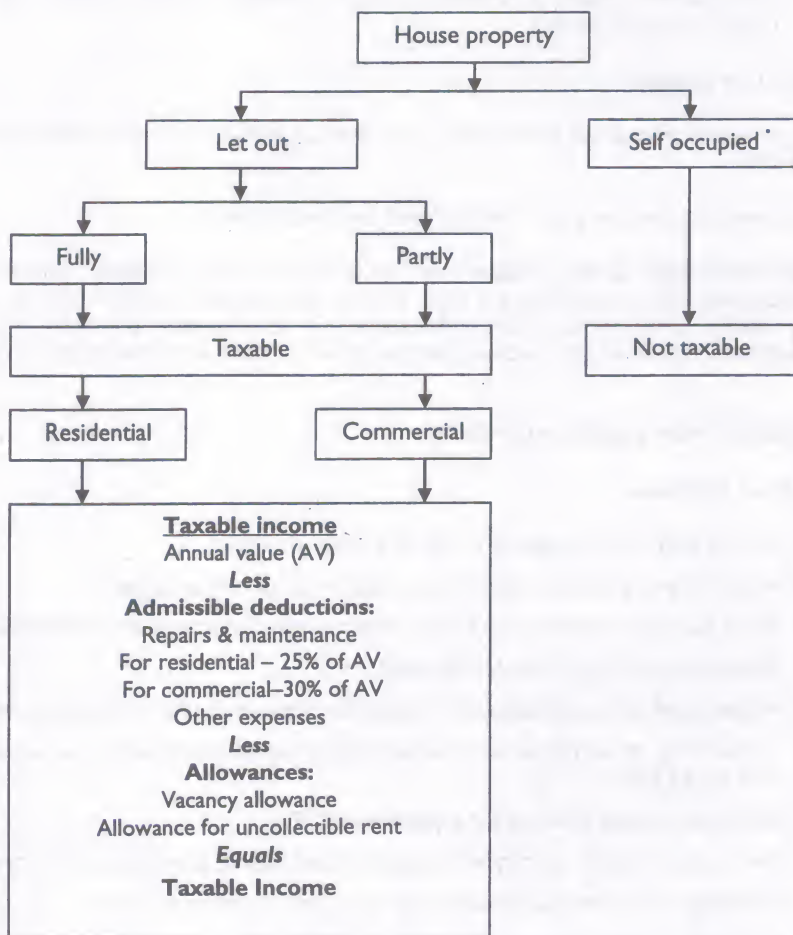 House property
Let out
Self occupied
Fully
Partly
Taxable
Not taxable
Residential
Commercial
Taxable income
Annual value (AV)
Less
Admissible deductions:
Repairs & maintenance
For residential – 25% of AV
For commercial–30% of AV
Other expenses
Less
Allowances:
Vacancy allowance
Allowance for uncollectible rent
Equals
Taxable Income